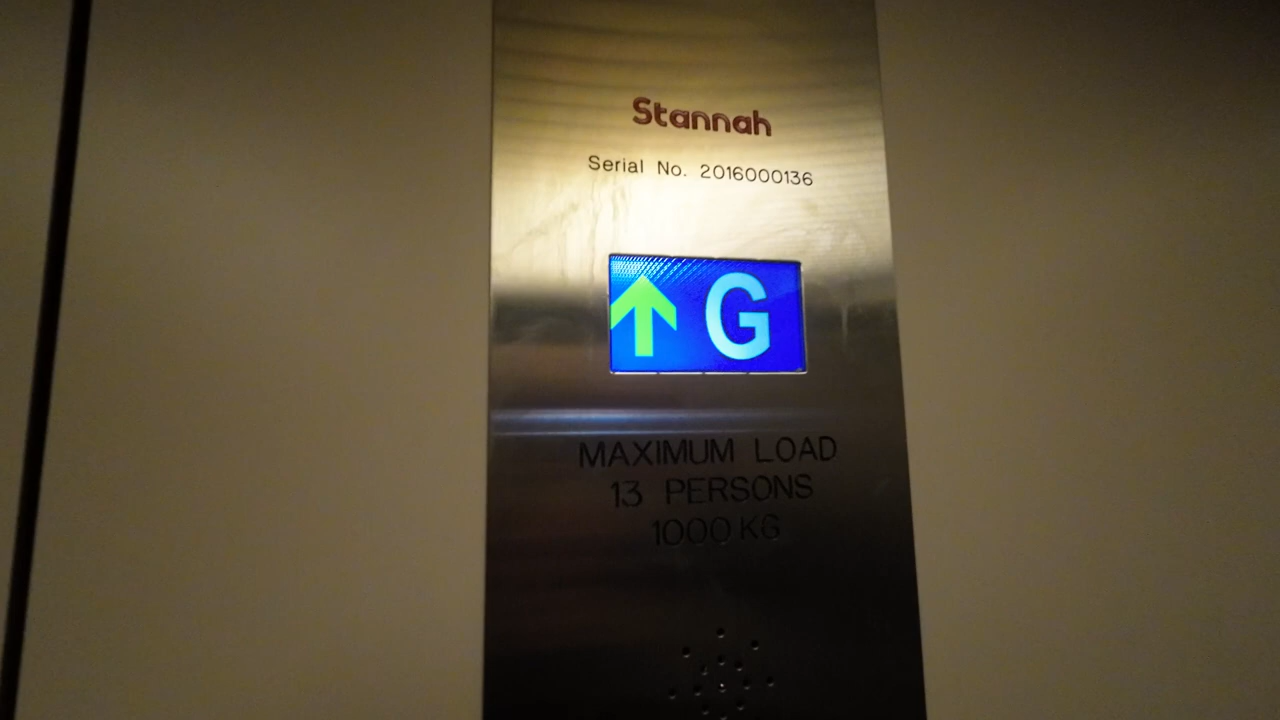 Stannah
Serial No. 2016000136
↑ G
MAXIMUM LOAD
13 PERSONS
1000 KG